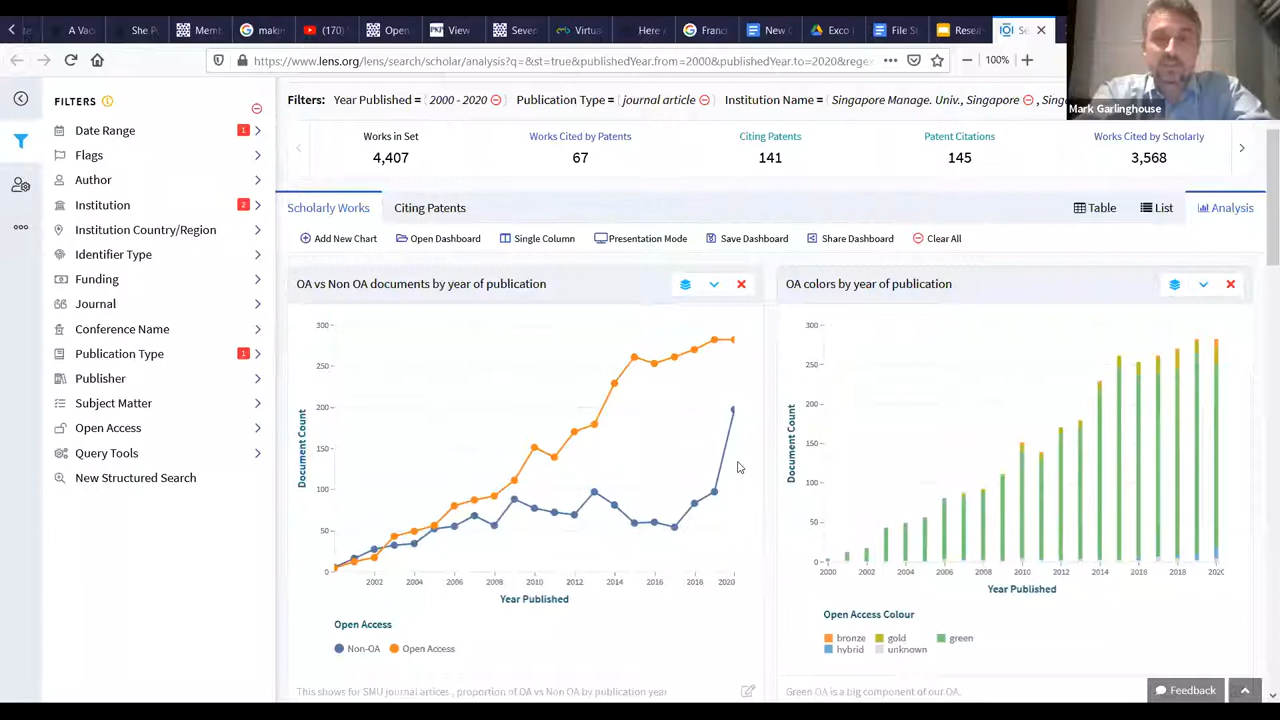 A Vacc
She P
Memb
makin
(170)
Open
View
Seven
Virtua
Here A
Franci
New C
Exco I
File St
Resea
Se
https://www.lens.org/lens/search/scholar/analysis?q=&st=true&publishedYear.from=2000&publishedYear.to=2020&rege
100%
Mark Garlinghouse
FILTERS
Date Range 1
Flags
Author
Institution 2
Institution Country/Region
Identifier Type
Funding
Journal
Conference Name
Publication Type 1
Publisher
Subject Matter
Open Access
Query Tools
New Structured Search
Filters: Year Published = ( 2000 - 2020 ) Publication Type = ( journal article ) Institution Name = ( Singapore Manage. Univ., Singapore , Sing
Works in Set
4,407
Works Cited by Patents
67
Citing Patents
141
Patent Citations
145
Works Cited by Scholarly
3,568
Scholarly Works Citing Patents
Table List Analysis
Add New Chart Open Dashboard Single Column Presentation Mode Save Dashboard Share Dashboard Clear All
OA vs Non OA documents by year of publication
300
250
200
150
100
50
0
Document Count
2002 2004 2006 2008 2010 2012 2014 2016 2018 2020
Year Published
Open Access
Non-OA Open Access
This shows for SMU journal artices , proportion of OA vs Non OA by publication year
OA colors by year of publication
300
250
200
150
100
50
0
Document Count
2000 2002 2004 2006 2008 2010 2012 2014 2016 2018 2020
Year Published
Open Access Colour
bronze gold green
hybrid unknown
Green OA is a big component of our OA.
Feedback